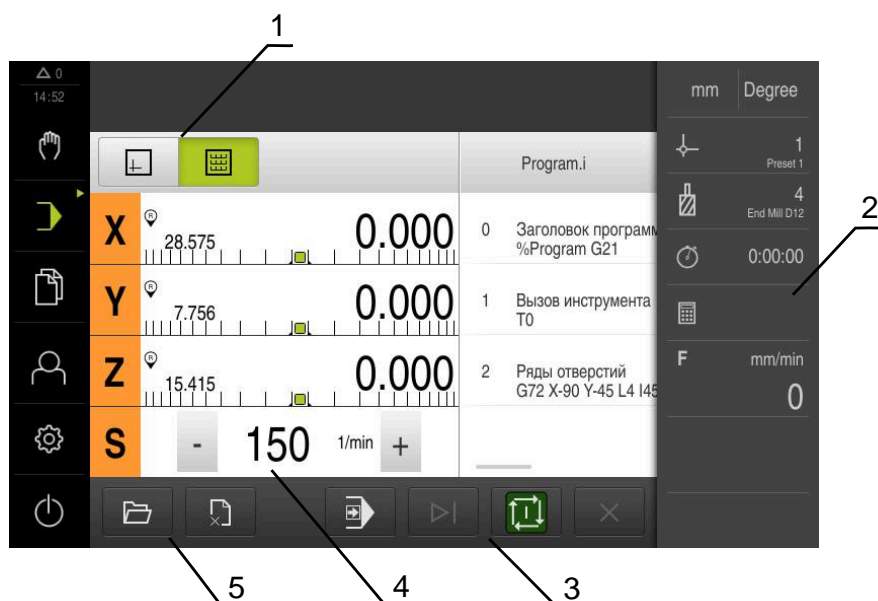 1
0
14:52
mm Degree
Program.i
1
Preset 1
4
End Mill D12
2
X R 28.575 0.000
0 Заголовок программ
%Program G21
0:00:00
Y R 7.756 0.000
1 Вызов инструмента
T0
Z R 15.415 0.000
2 Ряды отверстий
G72 X-90 Y-45 L4 I45
F mm/min
0
S - 150 1/min +
5 4 3